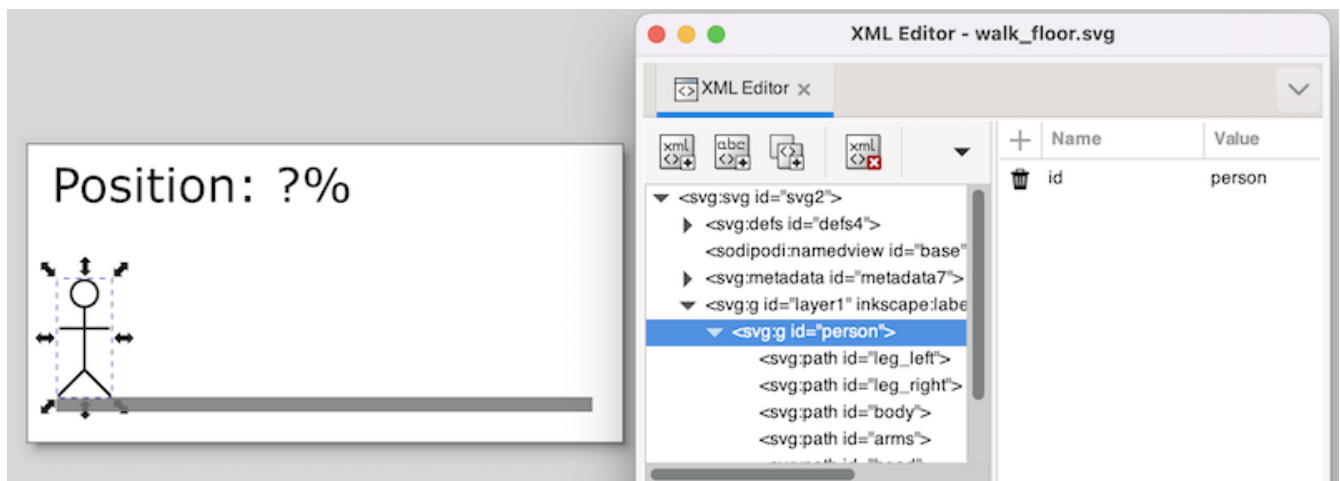 XML Editor - walk_floor.svg
XML Editor
Position: ?%
Name Value
id person
<svg:svg id="svg2">
<svg:defs id="defs4">
<sodipodi:namedview id="base"
<svg:metadata id="metadata7">
<svg:g id="layer1" inkscape:labe
<svg:g id="person">
<svg:path id="leg_left">
<svg:path id="leg_right">
<svg:path id="body">
<svg:path id="arms">